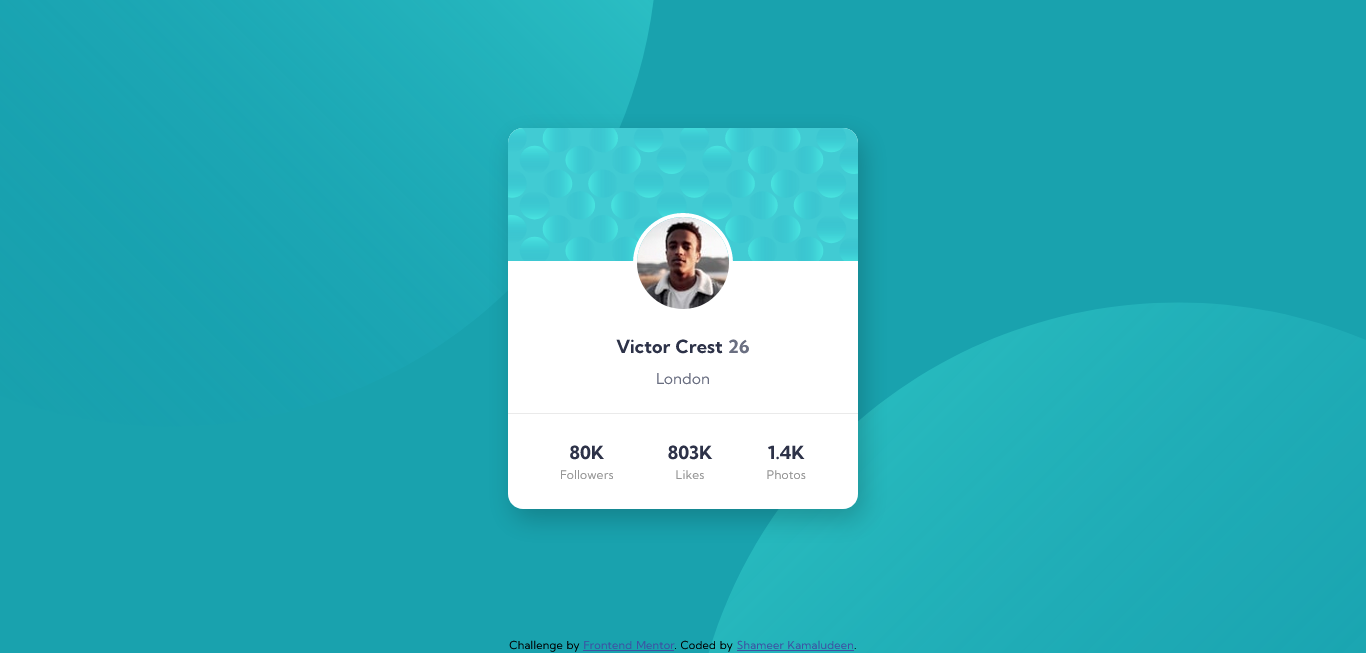 Victor Crest 26
London
80K 803K 1.4K
Followers Likes Photos
Challenge by Frontend Mentor. Coded by Shameer Kamaludeen.